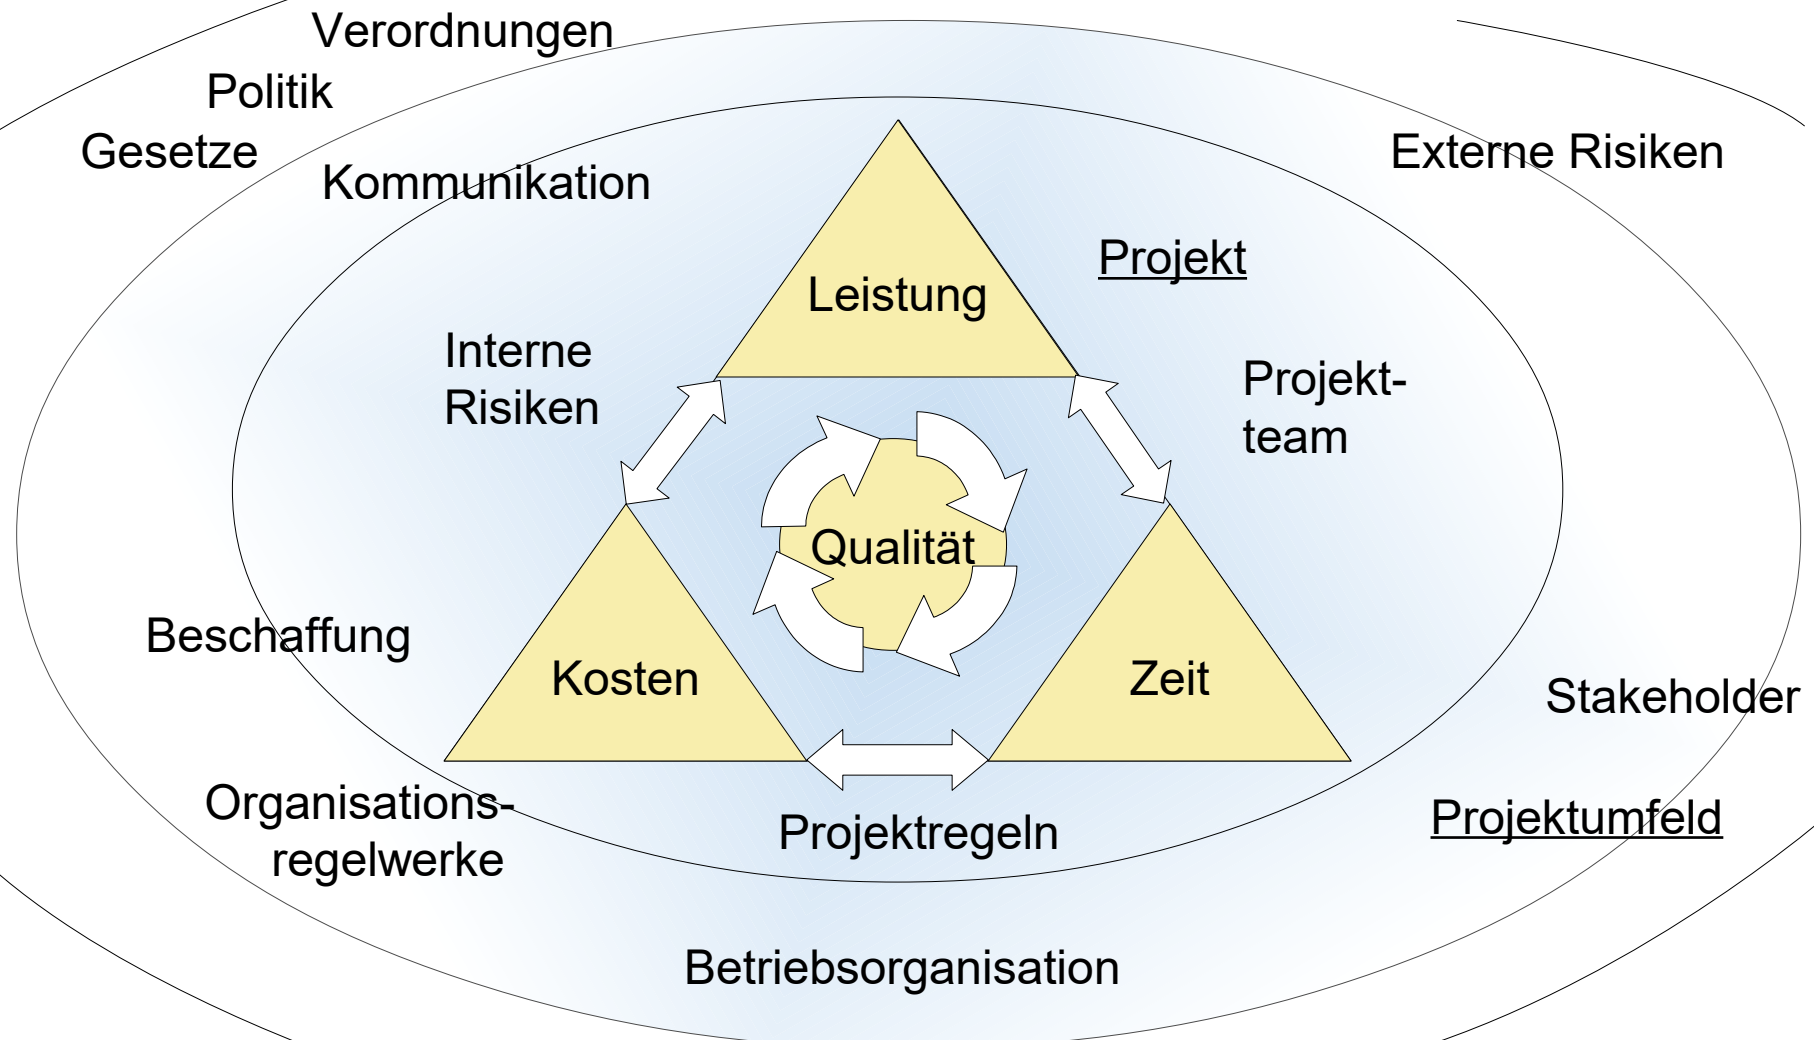 Verordnungen
Politik
Gesetze
Externe Risiken
Kommunikation
Projekt
Leistung
Interne
Risiken
Projekt-
team
Qualität
Beschaffung
Kosten
Zeit
Stakeholder
Organisations-
regelwerke
Projektregeln
Projektumfeld
Betriebsorganisation